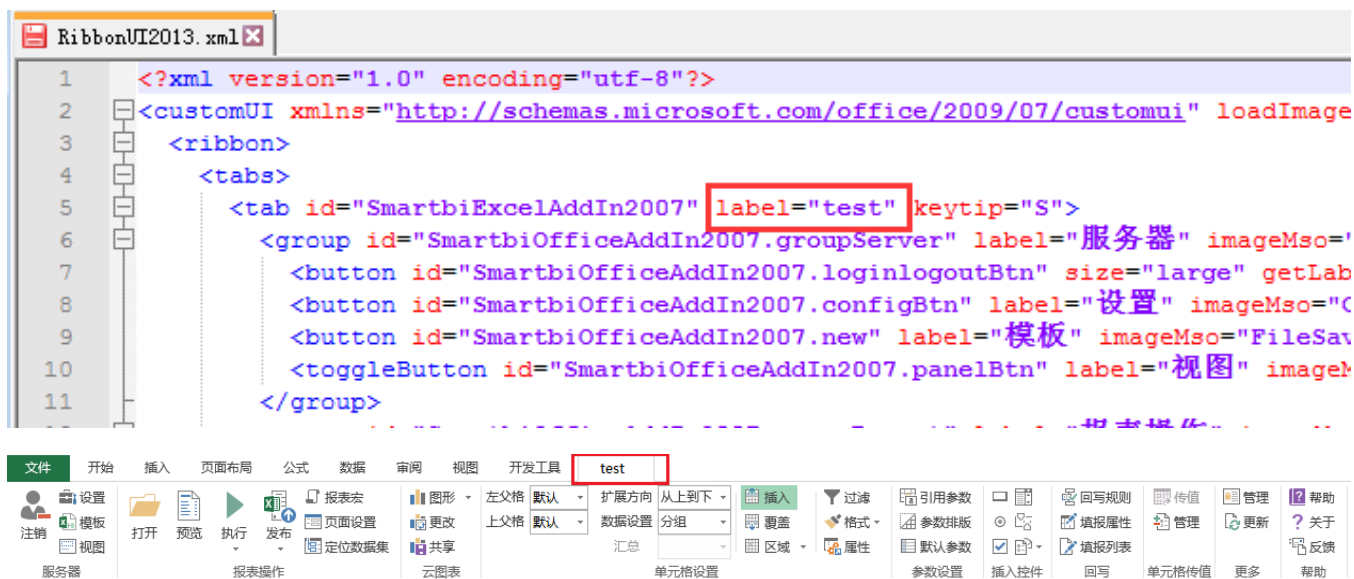 RibbonUI2013.xml
1 <?xml version="1.0" encoding="utf-8"?>
2 <customUI xmlns="http://schemas.microsoft.com/office/2009/07/customui" loadImage
3 <ribbon>
4 <tabs>
5 <tab id="SmartbiExcelAddIn2007" label="test" keytip="S">
6 <group id="SmartbiOfficeAddIn2007.groupServer" label="服务器" imageMso="
7 <button id="SmartbiOfficeAddIn2007.loginlogoutBtn" size="large" getLab
8 <button id="SmartbiOfficeAddIn2007.configBtn" label="设置" imageMso="C
9 <button id="SmartbiOfficeAddIn2007.new" label="模板" imageMso="FileSav
10 <toggleButton id="SmartbiOfficeAddIn2007.panelBtn" label="视图" imageM
11 </group>
文件 开始 插入 页面布局 公式 数据 审阅 视图 开发工具 test
设置 报表宏 图形 左父格 默认 扩展方向 从上到下 插入 过滤 引用参数 回写规则 传值 管理 帮助
注销 模板 打开 预览 执行 发布 页面设置 更改 上父格 默认 数据设置 分组 覆盖 格式 参数排版 填报属性 管理 更新 关于
视图 定位数据集 共享 汇总 区域 属性 默认参数 填报列表 反馈
服务器 报表操作 云图表 单元格设置 参数设置 插入控件 回写 单元格传值 更多 帮助